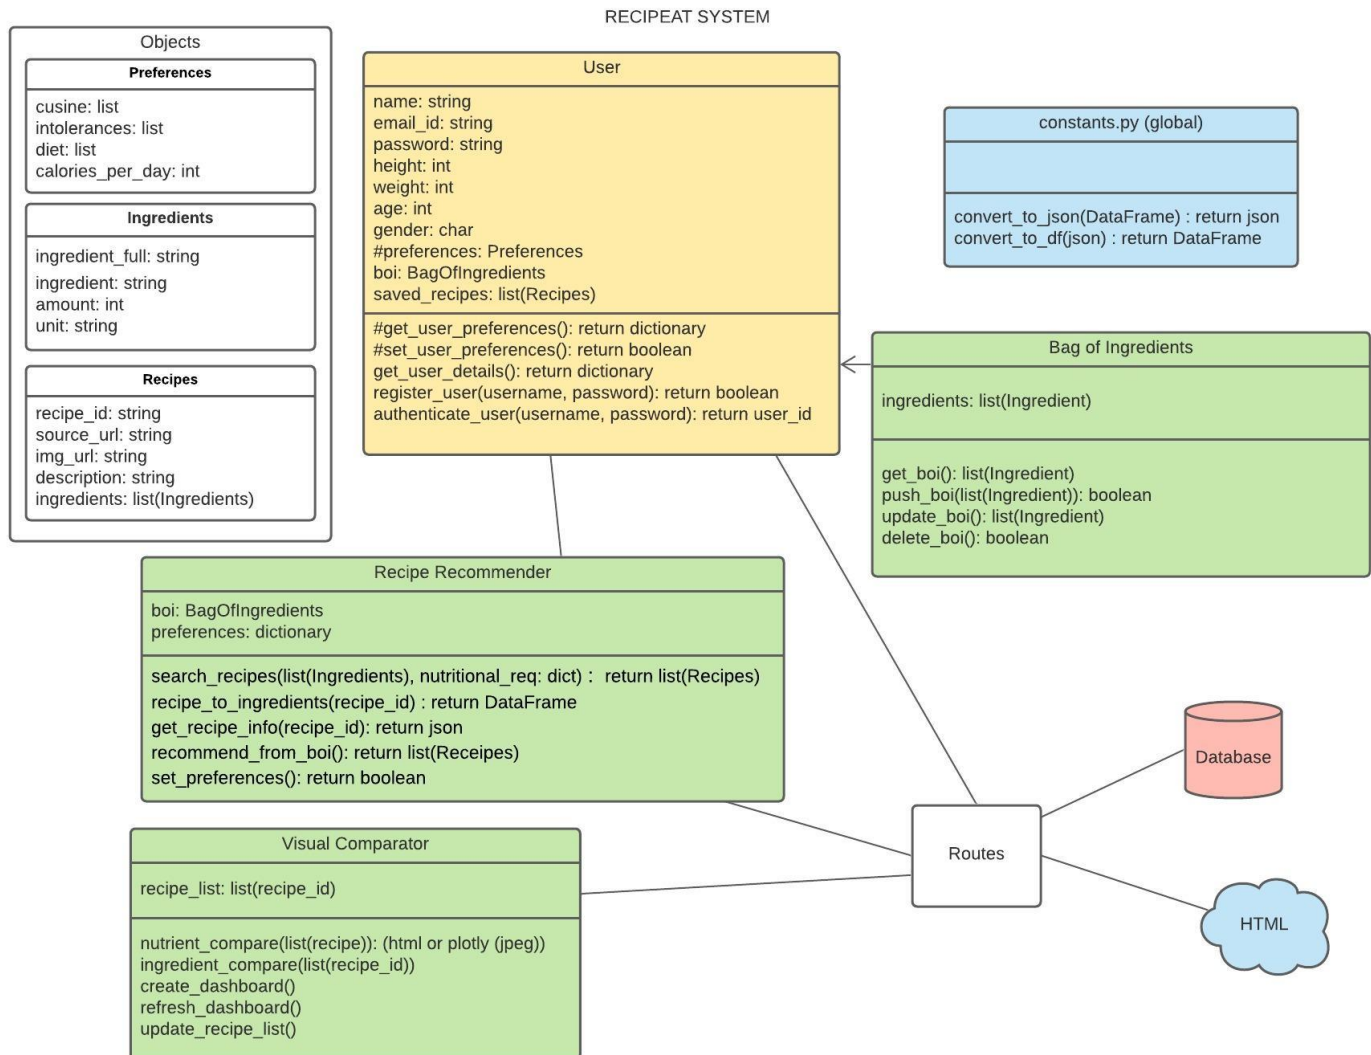 RECIPEAT SYSTEM
Objects
Preferences
cusine: list
intolerances: list
diet: list
calories_per_day: int
Ingredients
ingredient_full: string
ingredient: string
amount: int
unit: string
Recipes
recipe_id: string
source_url: string
img_url: string
description: string
ingredients: list(Ingredients)
User
name: string
email_id: string
password: string
height: int
weight: int
age: int
gender: char
#preferences: Preferences
boi: BagOfIngredients
saved_recipes: list(Recipes)
#get_user_preferences(): return dictionary
#set_user_preferences(): return boolean
get_user_details(): return dictionary
register_user(username, password): return boolean
authenticate_user(username, password): return user_id
constants.py (global)
convert_to_json(DataFrame) : return json
convert_to_df(json) : return DataFrame
Bag of Ingredients
ingredients: list(Ingredient)
get_boi(): list(Ingredient)
push_boi(list(Ingredient)): boolean
update_boi(): list(Ingredient)
delete_boi(): boolean
Recipe Recommender
boi: BagOfIngredients
preferences: dictionary
search_recipes(list(Ingredients), nutritional_req: dict) : return list(Recipes)
recipe_to_ingredients(recipe_id) : return DataFrame
get_recipe_info(recipe_id): return json
recommend_from_boi(): return list(Receipes)
set_preferences(): return boolean
Visual Comparator
recipe_list: list(recipe_id)
nutrient_compare(list(recipe)): (html or plotly (jpeg))
ingredient_compare(list(recipe_id))
create_dashboard()
refresh_dashboard()
update_recipe_list()
Routes
Database
HTML